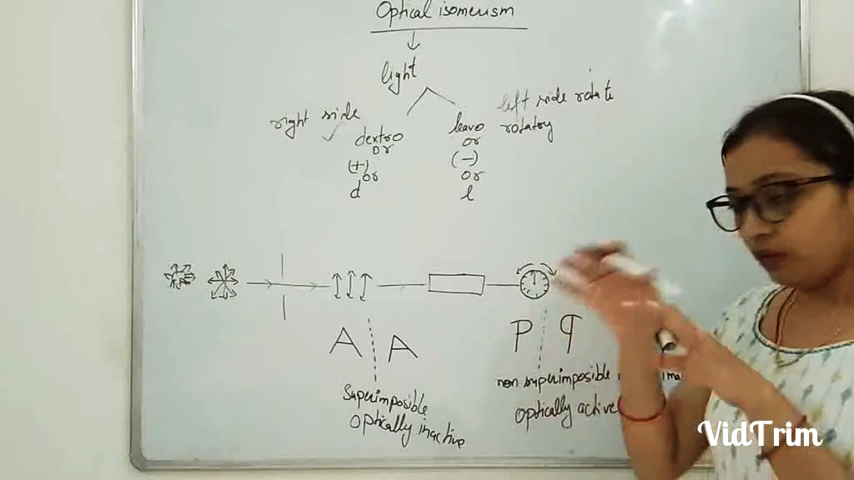 Optical isomerism
light
right side
left side rotate
dextro
or
(+)
or
d
leavo
or
(-)
or
l
rotatory
A A
P
superimposible
Optically inactive
non superimposible
Optically active
VidTrim